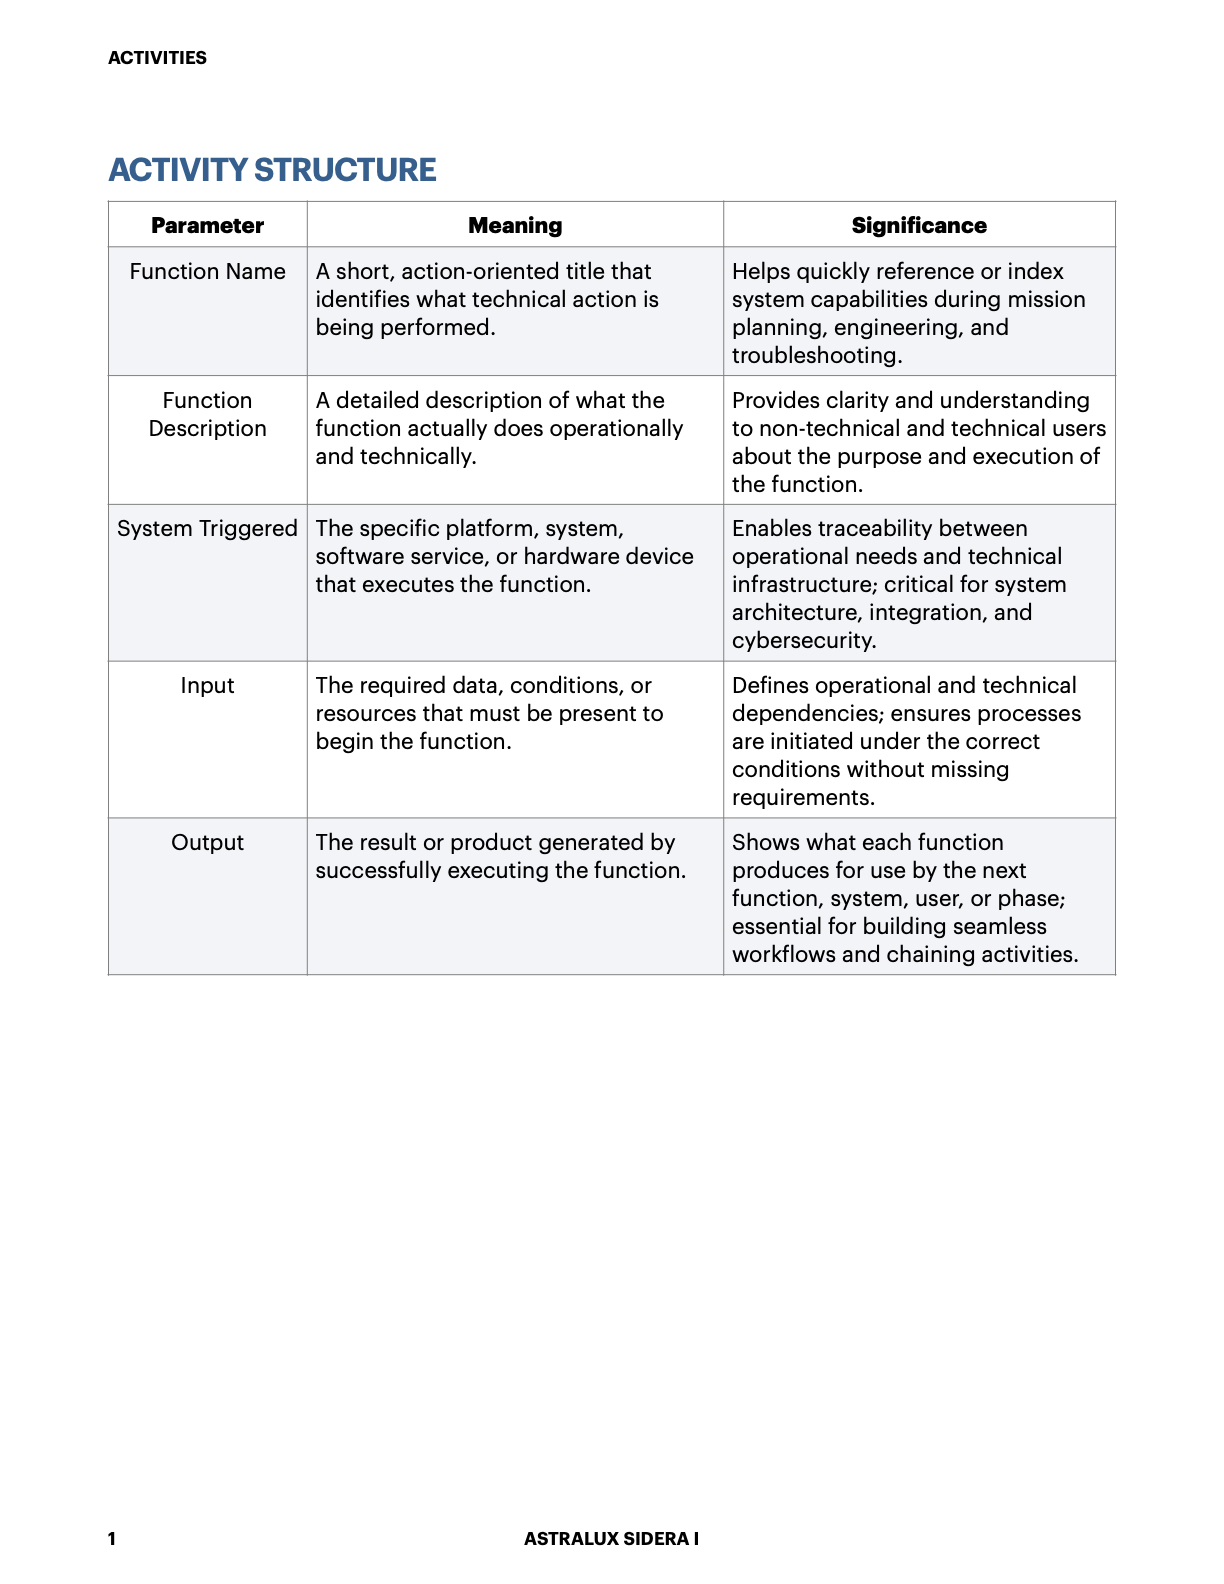 ACTIVITIES
ACTIVITY STRUCTURE
Parameter
Meaning
Significance
Function Name
A short, action-oriented title that
identifies what technical action is
being performed.
Helps quickly reference or index
system capabilities during mission
planning, engineering, and
troubleshooting.
Function
Description
A detailed description of what the
function actually does operationally
and technically.
Provides clarity and understanding
to non-technical and technical users
about the purpose and execution of
the function.
System Triggered
The specific platform, system,
software service, or hardware device
that executes the function.
Enables traceability between
operational needs and technical
infrastructure; critical for system
architecture, integration, and
cybersecurity.
Input
The required data, conditions, or
resources that must be present to
begin the function.
Defines operational and technical
dependencies; ensures processes
are initiated under the correct
conditions without missing
requirements.
Output
The result or product generated by
successfully executing the function.
Shows what each function
produces for use by the next
function, system, user, or phase;
essential for building seamless
workflows and chaining activities.
1
ASTRALUX SIDERA I